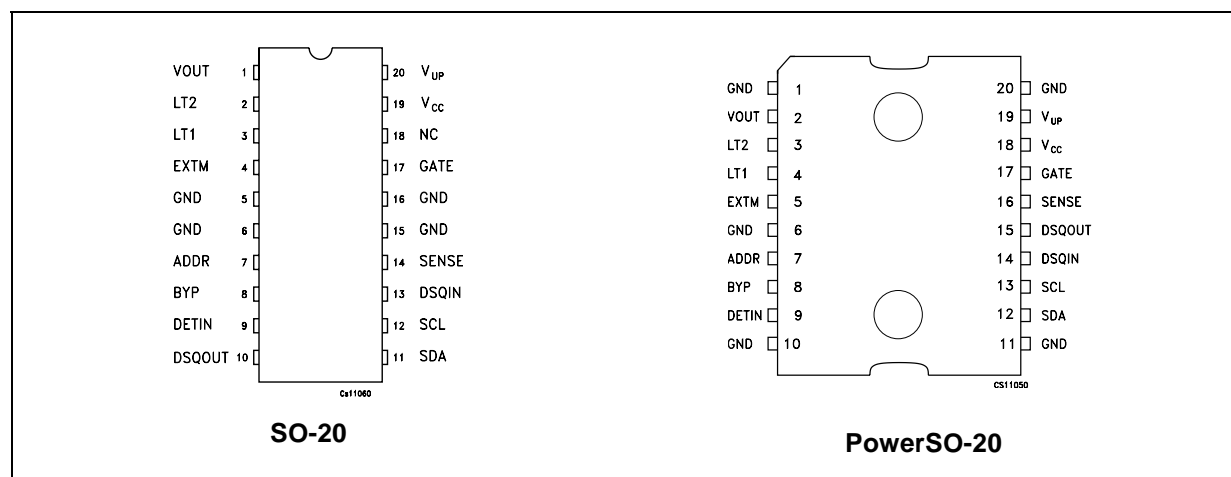 VOUT 1 20 VUP
LT2 2 19 VCC
LT1 3 18 NC
EXTM 4 17 GATE
GND 5 16 GND
GND 6 15 GND
ADDR 7 14 SENSE
BYP 8 13 DSQIN
DETIN 9 12 SCL
DSQOUT 10 11 SDA
Cs11060
SO-20
GND 1 20 GND
VOUT 2 19 VUP
LT2 3 18 VCC
LT1 4 17 GATE
EXTM 5 16 SENSE
GND 6 15 DSQOUT
ADDR 7 14 DSQIN
BYP 8 13 SCL
DETIN 9 12 SDA
GND 10 11 GND
CS11050
PowerSO-20